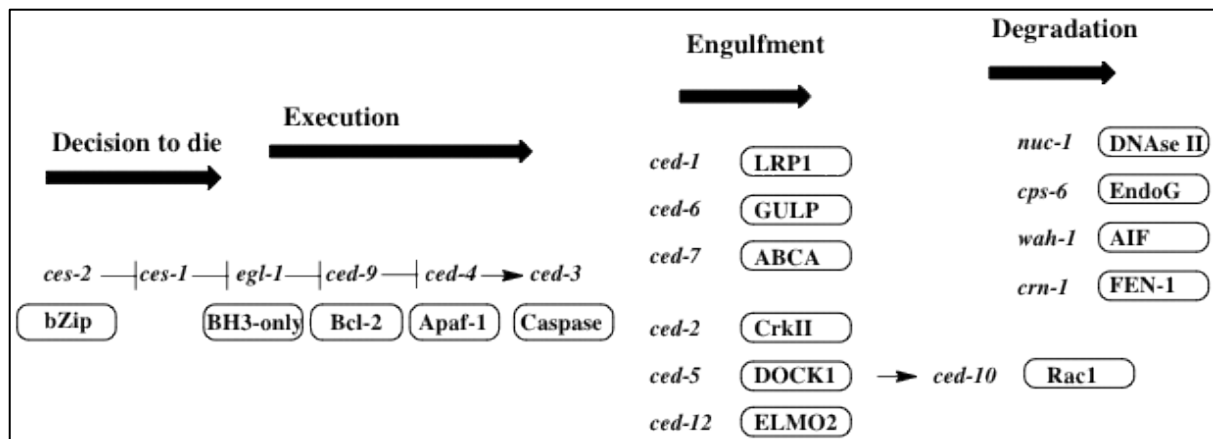 Decision to die
Execution
Engulfment
Degradation
ces-2 ces-1 egl-1 ced-9 ced-4 ced-3
bZip BH3-only Bcl-2 Apaf-1 Caspase
ced-1 LRP1
ced-6 GULP
ced-7 ABCA
ced-2 CrkII
ced-5 DOCK1 ced-10 Rac1
ced-12 ELMO2
nuc-1 DNAse II
cps-6 EndoG
wah-1 AIF
crn-1 FEN-1